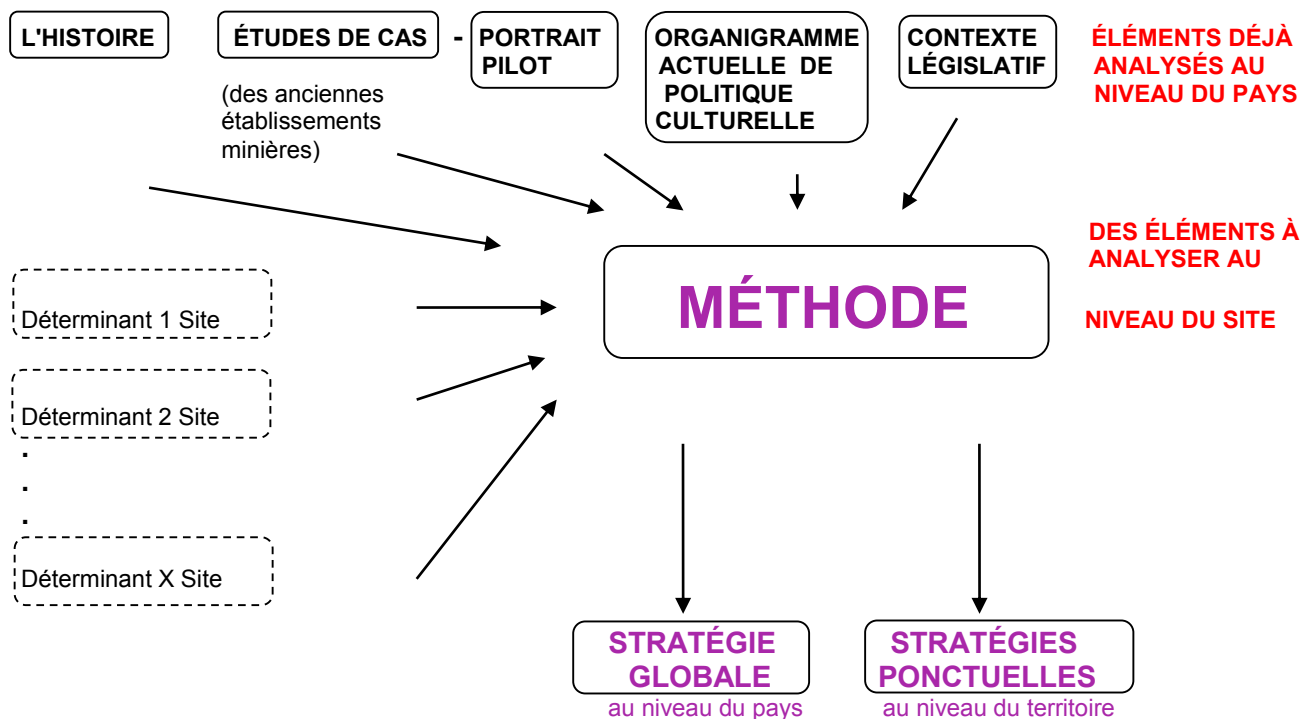 L'HISTOIRE
ÉTUDES DE CAS
-
PORTRAIT
PILOT
ORGANIGRAMME
ACTUELLE DE
POLITIQUE
CULTURELLE
CONTEXTE
LÉGISLATIF
ÉLÉMENTS DÉJÀ
ANALYSÉS AU
NIVEAU DU PAYS
(des anciennes
établissements
minières)
DES ÉLÉMENTS À
ANALYSER AU
NIVEAU DU SITE
MÉTHODE
Déterminant 1 Site
Déterminant 2 Site
.
.
.
Déterminant X Site
STRATÉGIE
GLOBALE
au niveau du pays
STRATÉGIES
PONCTUELLES
au niveau du territoire